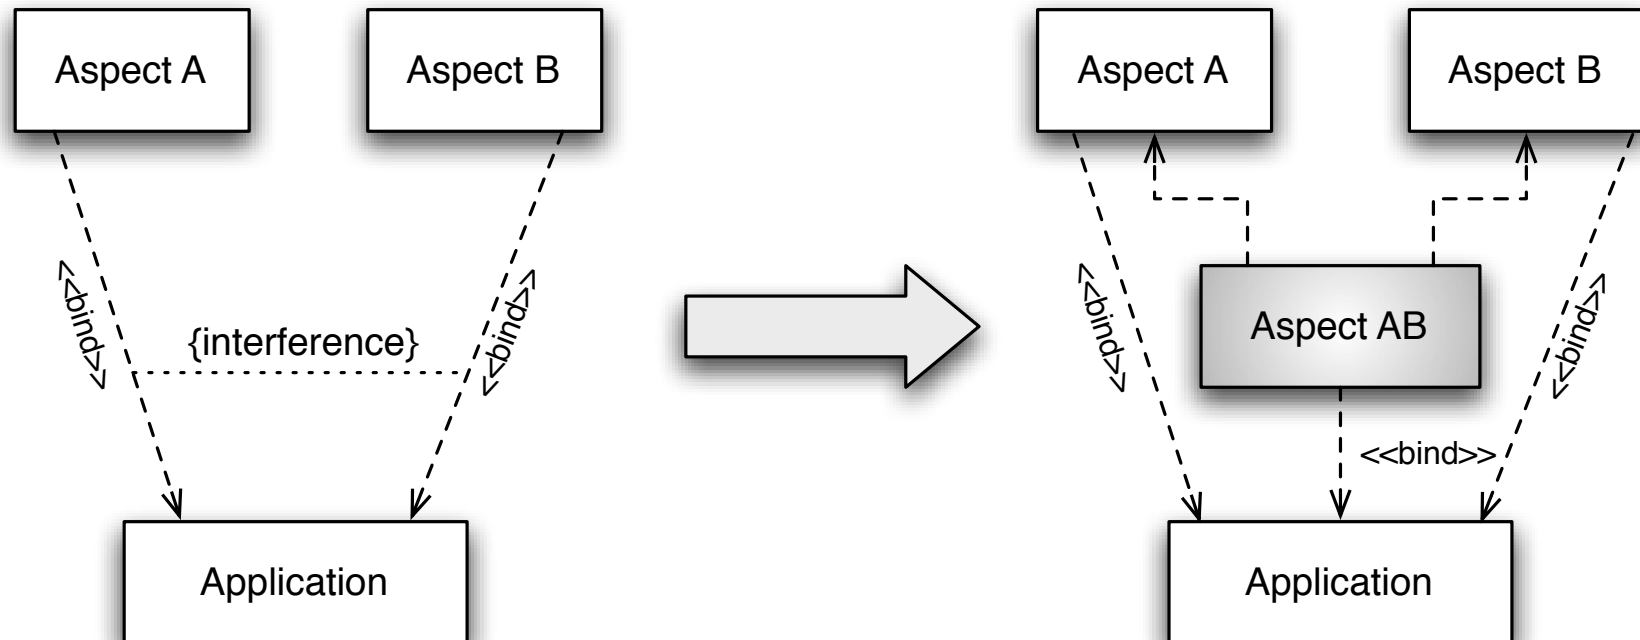 Aspect A
Aspect B
<<bind>>
{interference}
<<bind>>
Application
Aspect A
Aspect B
<<bind>>
Aspect AB
<<bind>>
<<bind>>
Application